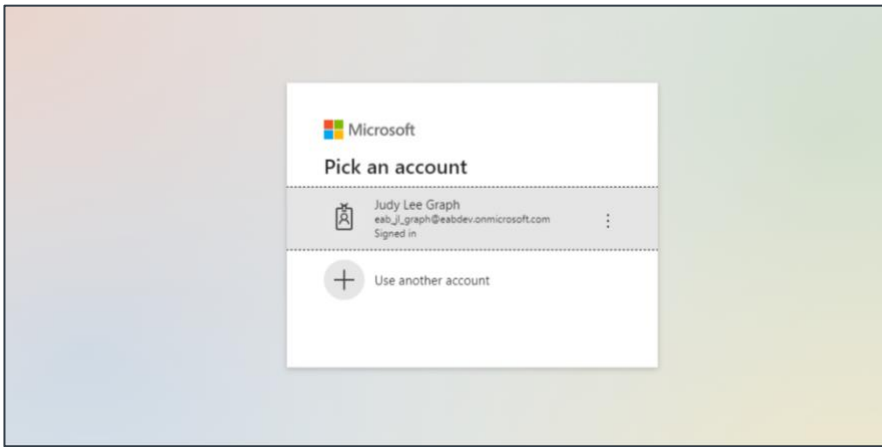 Microsoft
Pick an account
Judy Lee Graph
eab_jl_graph@eabdev.onmicrosoft.com
Signed in
Use another account